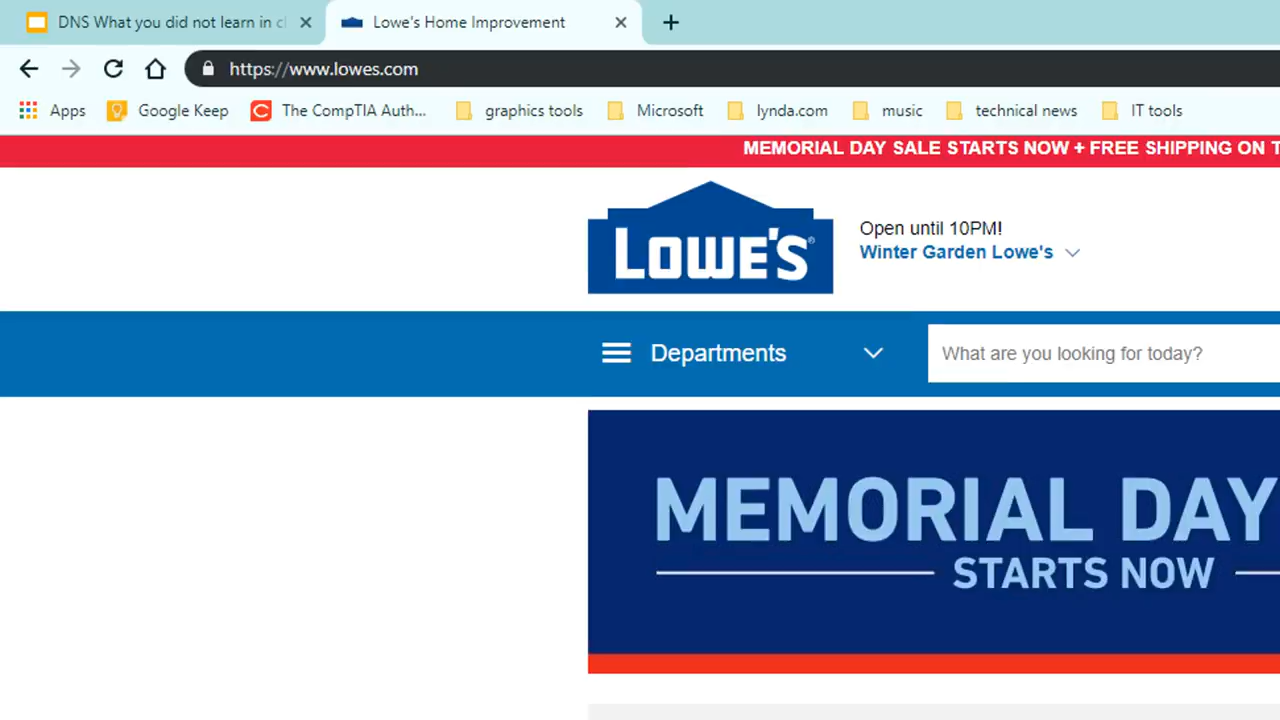 DNS What you did not learn in c
Lowe's Home Improvement
https://www.lowes.com
Apps
Google Keep
The CompTIA Auth...
graphics tools
Microsoft
lynda.com
music
technical news
IT tools
MEMORIAL DAY SALE STARTS NOW + FREE SHIPPING ON T
LOWE'S®
Open until 10PM!
Winter Garden Lowe's
Departments
What are you looking for today?
MEMORIAL DAY
STARTS NOW